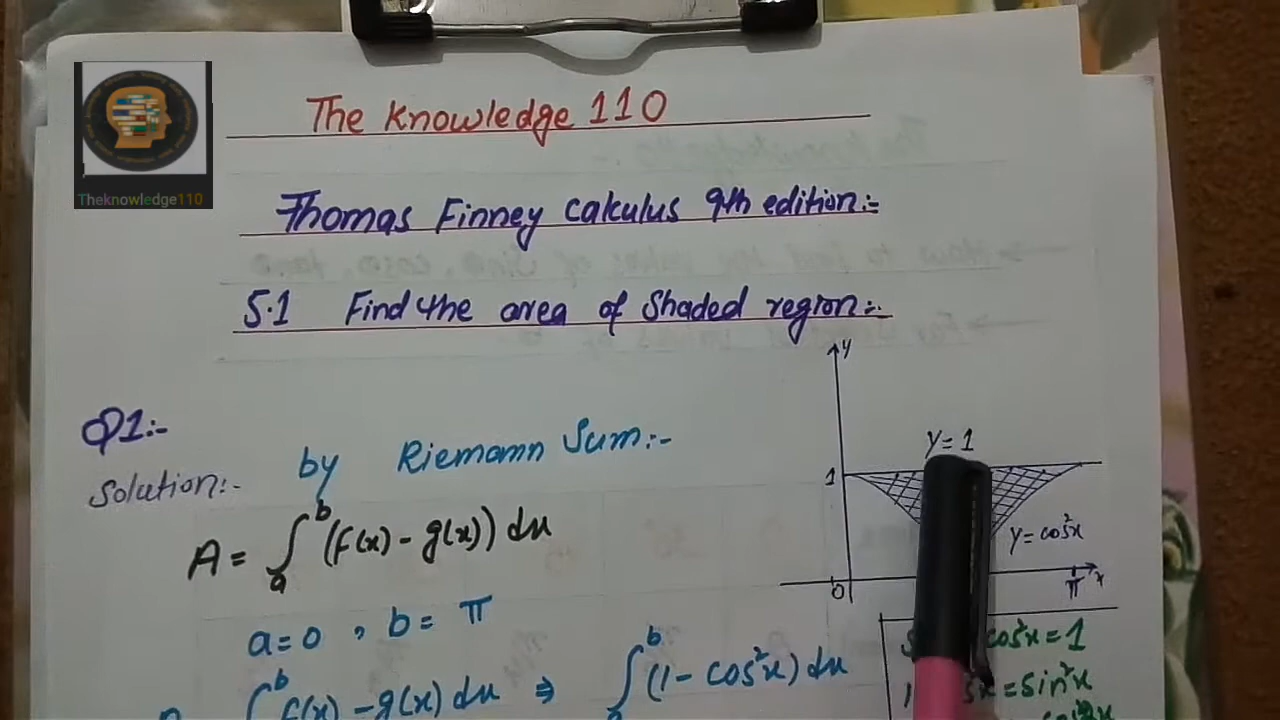 The Knowledge 110
Theknowledge110
Thomas Finney Calculus 9th edition:-
5.1 Find the area of Shaded region:-
y
Q1:-
by Riemann Sum:-
y=1
Solution:-
1
A= ∫ₐᵇ (f(x) - g(x)) dx
y=cos²x
0 π x
a=0 , b= π
cos²x=1
∫ᵇ f(x) - g(x) dx ⇒ ∫ₐᵇ (1- cos²x) dx
=sin²x